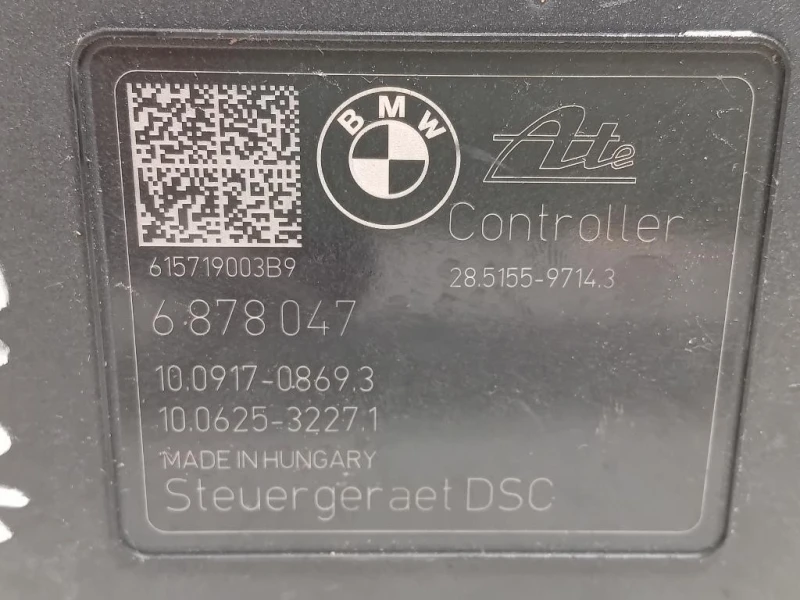 BMW
Ate
Controller
615719003B9
28.5155-9714.3
6 878 047
10.0917-0869.3
10.0625-3227.1
MADE IN HUNGARY
Steuergeraet DSC